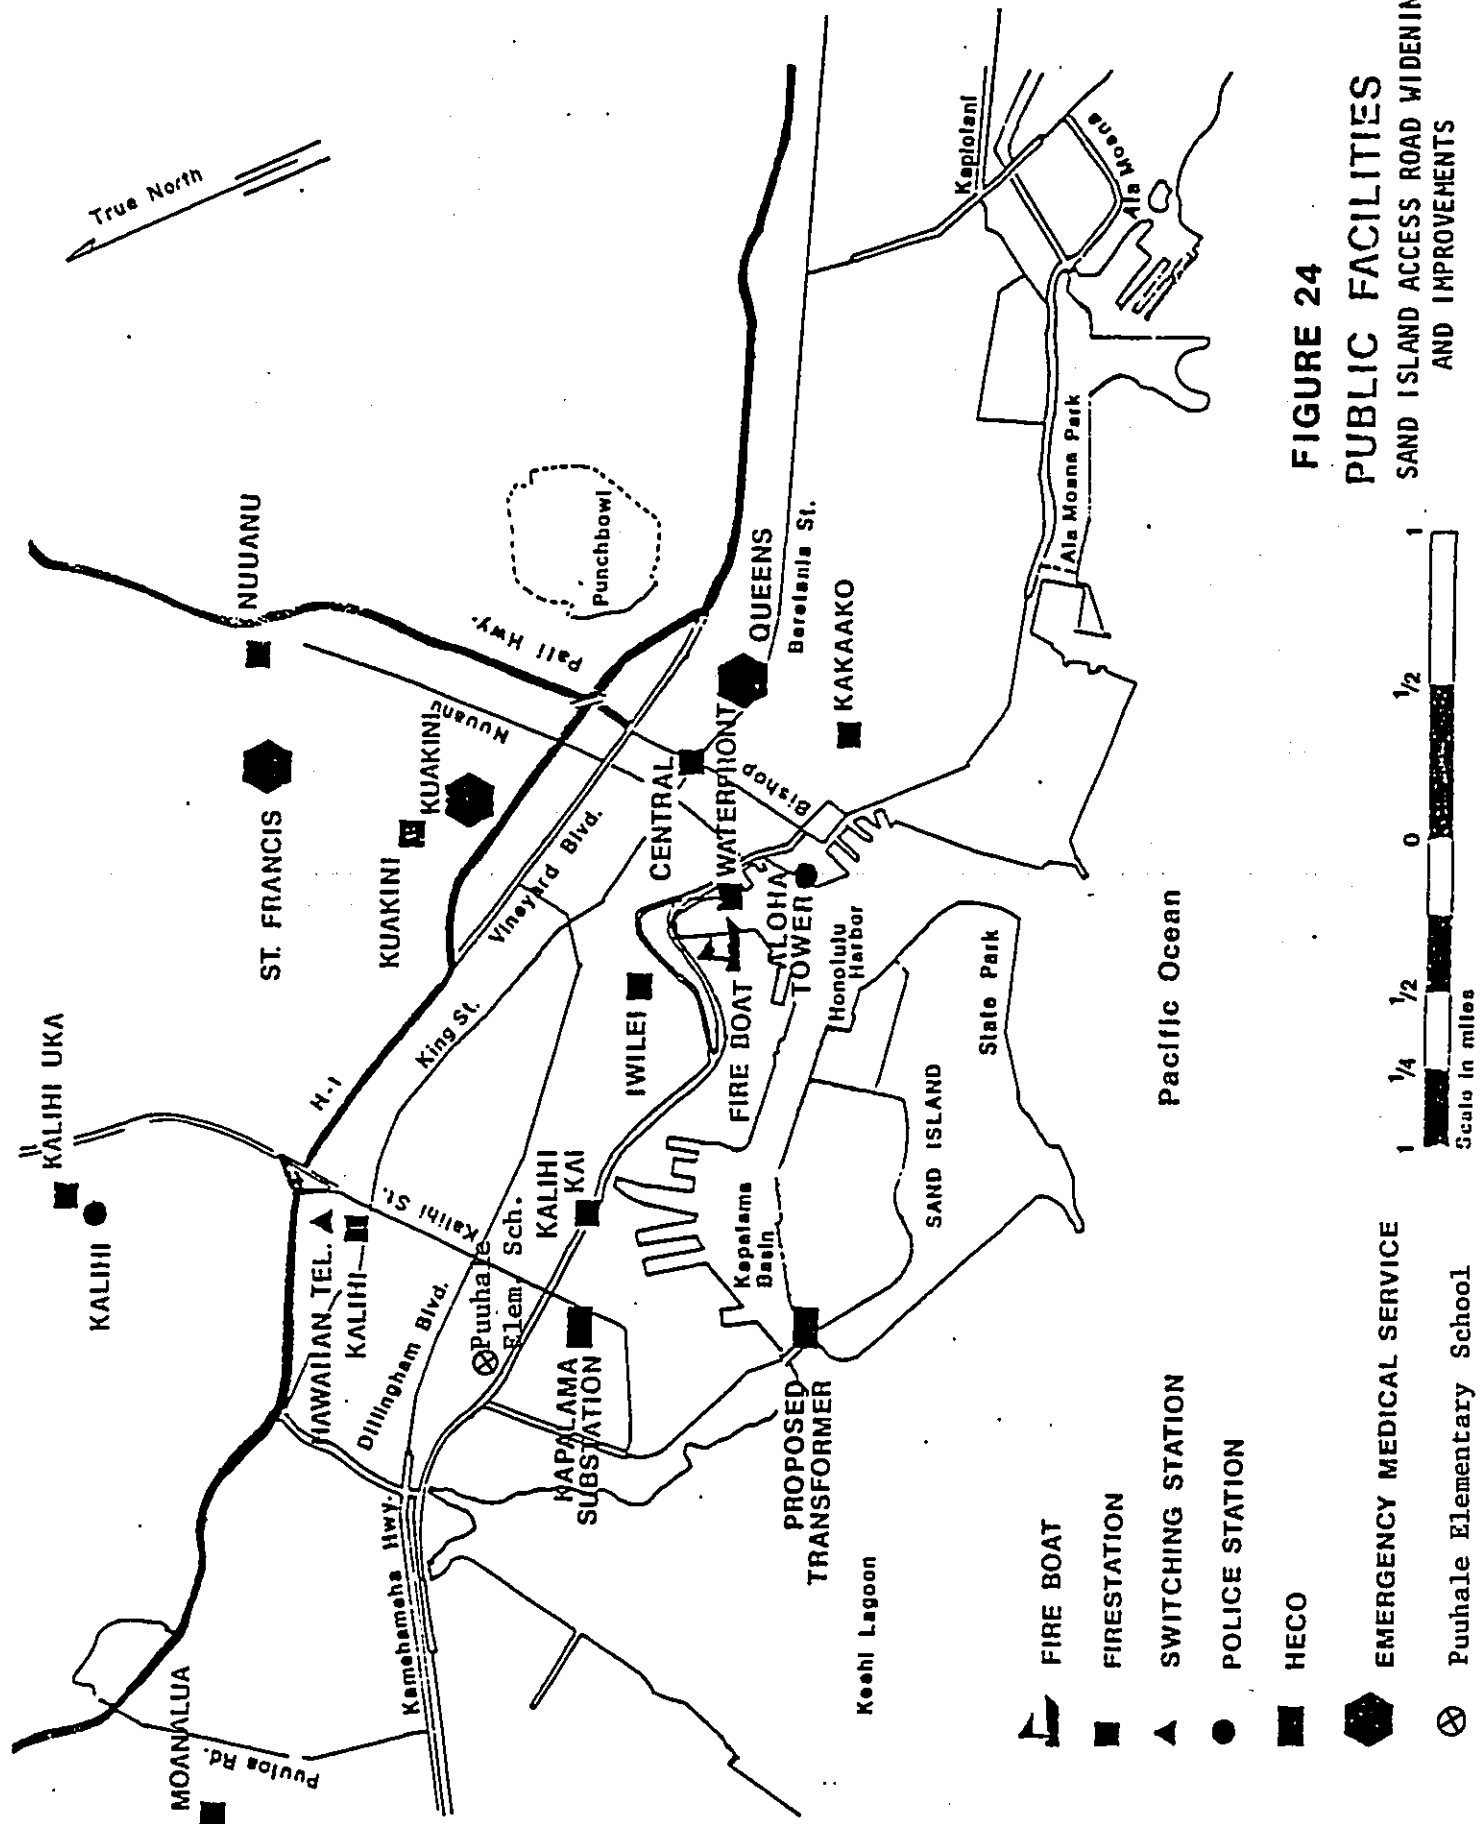 True North
KALIHI UKA
KALIHI
ST. FRANCIS
NUUANU
KUAKINI
KUAKINI
Pali Hwy.
Nuuanu
Punchbowl
H-1
King St.
Vineyard Blvd.
CENTRAL
WATERFRONT
QUEENS
Beretania St.
Bishop
KAKAAKO
Kapiolani
Ala Moana
Ala Moana Park
MOANALUA
Puuloa Rd.
Kamehameha Hwy.
HAWAIIAN TEL.
KALIHI
Kalihi St.
Dillingham Blvd.
Puuhale
Elem. Sch.
KALIHI
KAI
IWILEI
FIRE BOAT
ALOHA
TOWER
Honolulu
Harbor
KAPALAMA
SUBSTATION
Kapalama
Basin
PROPOSED
TRANSFORMER
SAND ISLAND
State Park
Keehi Lagoon
Pacific Ocean
FIRE BOAT
FIRESTATION
SWITCHING STATION
POLICE STATION
HECO
EMERGENCY MEDICAL SERVICE
Puuhale Elementary School
1 1/4 1/2 0 1/2 1
Scale in miles
FIGURE 24
PUBLIC FACILITIES
SAND ISLAND ACCESS ROAD WIDENIN
AND IMPROVEMENTS